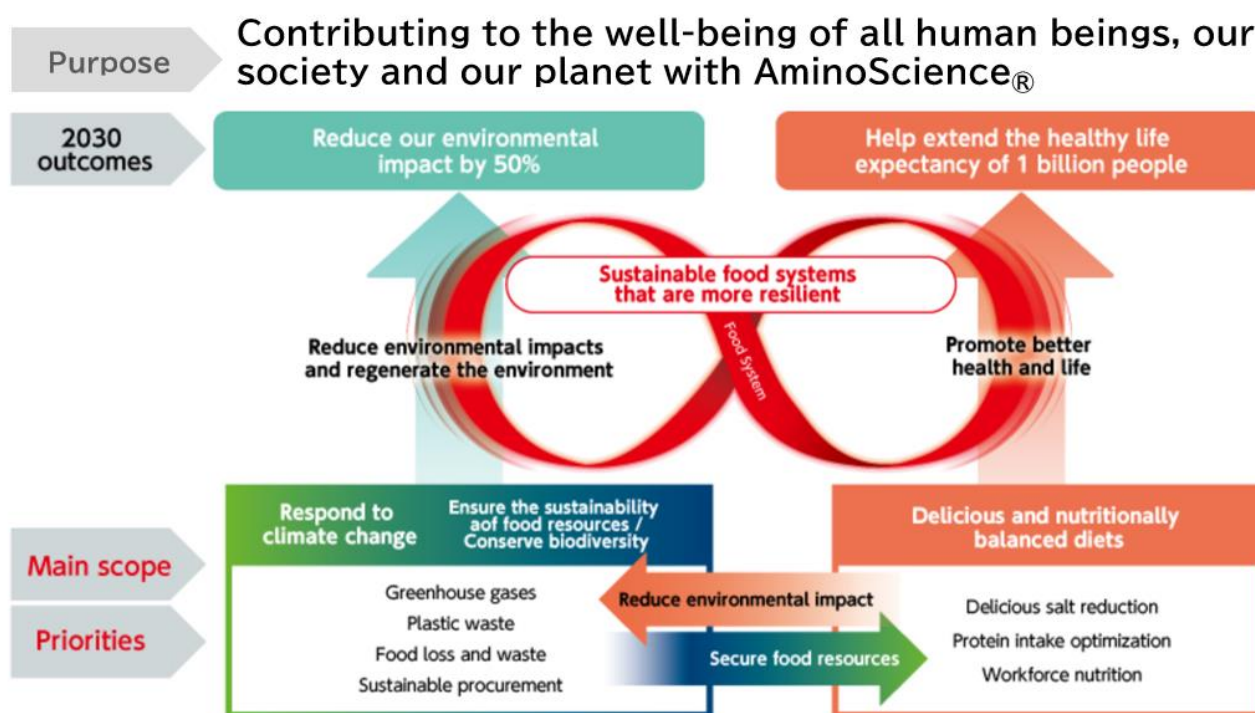 Purpose
Contributing to the well-being of all human beings, our
society and our planet with AminoScience®
2030
outcomes
Reduce our environmental
impact by 50%
Help extend the healthy life
expectancy of 1 billion people
Sustainable food systems
that are more resilient
Food System
Reduce environmental impacts
and regenerate the environment
Promote better
health and life
Main scope
Respond to
climate change
Ensure the sustainability
aof food resources /
Conserve biodiversity
Delicious and nutritionally
balanced diets
Priorities
Greenhouse gases
Plastic waste
Food loss and waste
Sustainable procurement
Reduce environmental impact
Secure food resources
Delicious salt reduction
Protein intake optimization
Workforce nutrition